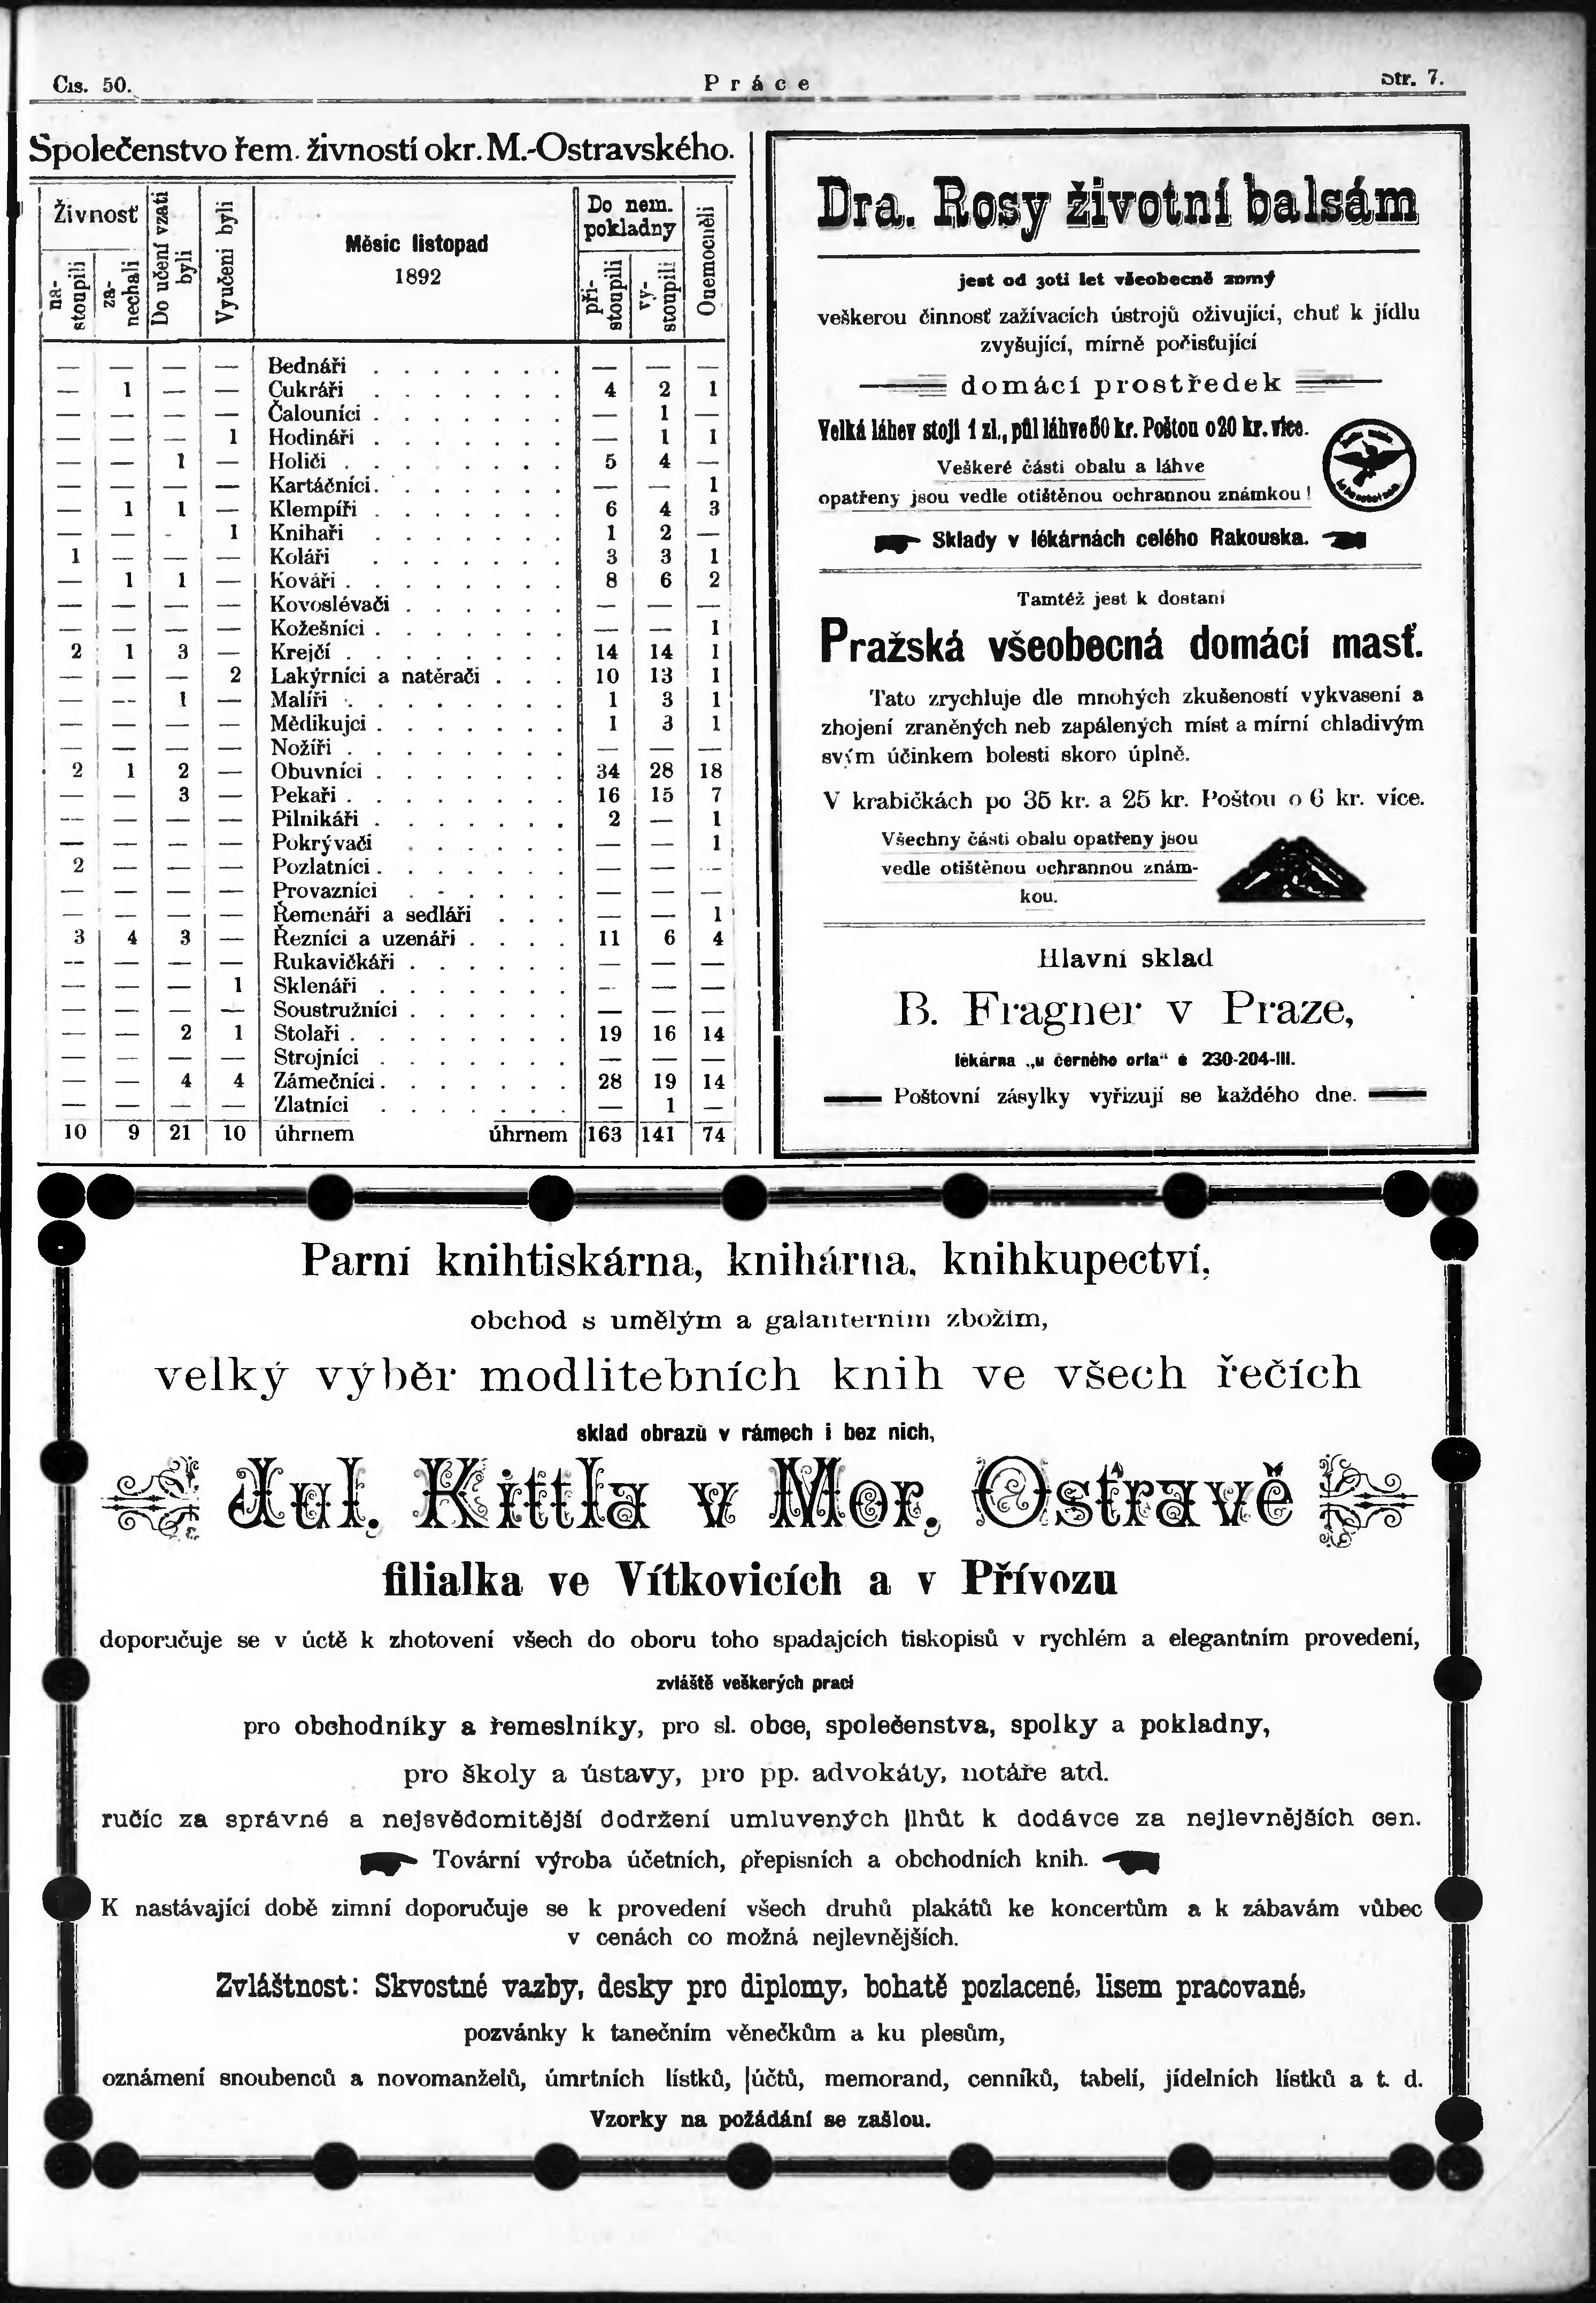 Čís. 50.
Práce
Str. 7.
Společenstvo řem. živností okr. M.-Ostravského.
Živnosť
na-
stoupili
za-
nechali
Do učení vzati
byli
Vyučeni byli
Měsíc listopad
1892
Do nem.
pokladny
při-
stoupili
vy-
stoupili
Onemocněli
— — — — Bednáři . . . . . . . — — —
— 1 — — Cukráři . . . . . . . 4 2 1
— — — — Čalouníci . . . . . . . — 1 —
— — — 1 Hodináři . . . . . . . — 1 1
— — 1 — Holiči . . . . . . . . 5 4 —
— — — — Kartáčníci . . . . . . . — — 1
— 1 1 — Klempíři . . . . . . . 6 4 3
— — - 1 Knihaři . . . . . . . 1 2 —
1 — — — Koláři . . . . . . . 3 3 1
— 1 1 — Kováři . . . . . . . . 8 6 2
— — — — Kovoslévači . . . . . . — — —
— — — — Kožešníci . . . . . . . — — 1
2 1 3 — Krejčí . . . . . . . . 14 14 1
— — — 2 Lakýrníci a natěrači . . . 10 13 1
— — 1 — Malíři . . . . . . . . 1 3 1
— — — — Mědikujci . . . . . . . 1 3 1
— — — — Nožíři . . . . . . . . — — —
2 1 2 — Obuvníci . . . . . . . 34 28 18
— — 3 — Pekaři . . . . . . . . 16 15 7
— — — — Pilnikáři . . . . . . . 2 — 1
— — — — Pokrývači . . . . . . — — 1
2 — — — Pozlatníci . . . . . . . — — —
— — — — Provazníci . . . . . . — — —
— — — — Řemenáři a sedláři . . . — — 1
3 4 3 — Řezníci a uzenáři . . . . 11 6 4
— — — — Rukavičkáři . . . . . . — — —
— — — 1 Sklenáři . . . . . . . — — —
— — — — Soustružníci . . . . . . — — —
— — 2 1 Stolaři . . . . . . . . 19 16 14
— — — — Strojníci . . . . . . . — — —
— — 4 4 Zámečníci . . . . . . . 28 19 14
— — — — Zlatníci . . . . . . . — 1 —
10 9 21 10 úhrnem úhrnem 163 141 74
Dra. Rosy životní balsám
jest od 30ti let všeobecně známý
veškerou činnosť zažívacích ústrojů oživující, chuť k jídlu
zvyšující, mírně počisťující
domácí prostředek
Velká láhev stojí 1 zl., půl láhve 50 kr. Poštou o 20 kr. více.
Veškeré části obalu a láhve
opatřeny jsou vedle otištěnou ochrannou známkou!
Sklady v lékárnách celého Rakouska.
Tamtéž jest k dostání
Pražská všeobecná domácí masť.
Tato zrychluje dle mnohých zkušeností vykvasení a
zhojení zraněných neb zapálených míst a mírní chladivým
svým účinkem bolesti skoro úplně.
V krabičkách po 35 kr. a 25 kr. Poštou o 6 kr. více.
Všechny části obalu opatřeny jsou
vedle otištěnou ochrannou znám-
kou.
Hlavní sklad
B. Fragner v Praze,
lékárna „u černého orla“ č 230-204-III.
Poštovní zásylky vyřizují se každého dne.
Parní knihtiskárna, knihárna, knihkupectví,
obchod s umělým a galanterním zbožím,
velký výběr modlitebních knih ve všech řečích
sklad obrazů v rámech i bez nich,
Jul. Kittla v Mor. Ostravě
filialka ve Vítkovicích a v Přívozu
doporučuje se v úctě k zhotovení všech do oboru toho spadajcích tiskopisů v rychlém a elegantním provedení,
zvláště veškerých prací
pro obchodníky a řemeslníky, pro sl. obce, společenstva, spolky a pokladny,
pro školy a ústavy, pro pp. advokáty, notáře atd.
ručíc za správné a nejsvědomitější dodržení umluvených lhůt k dodávce za nejlevnějších cen.
Tovární výroba účetních, přepisních a obchodních knih.
K nastávající době zimní doporučuje se k provedení všech druhů plakátů ke koncertům a k zábavám vůbec
v cenách co možná nejlevnějších.
Zvláštnost: Skvostné vazby, desky pro diplomy, bohatě pozlacené, lisem pracované,
pozvánky k tanečním věnečkům a ku plesům,
oznámení snoubenců a novomanželů, úmrtních lístků, účtů, memorand, cenníků, tabelí, jídelních lístků a t. d.
Vzorky na požádání se zašlou.